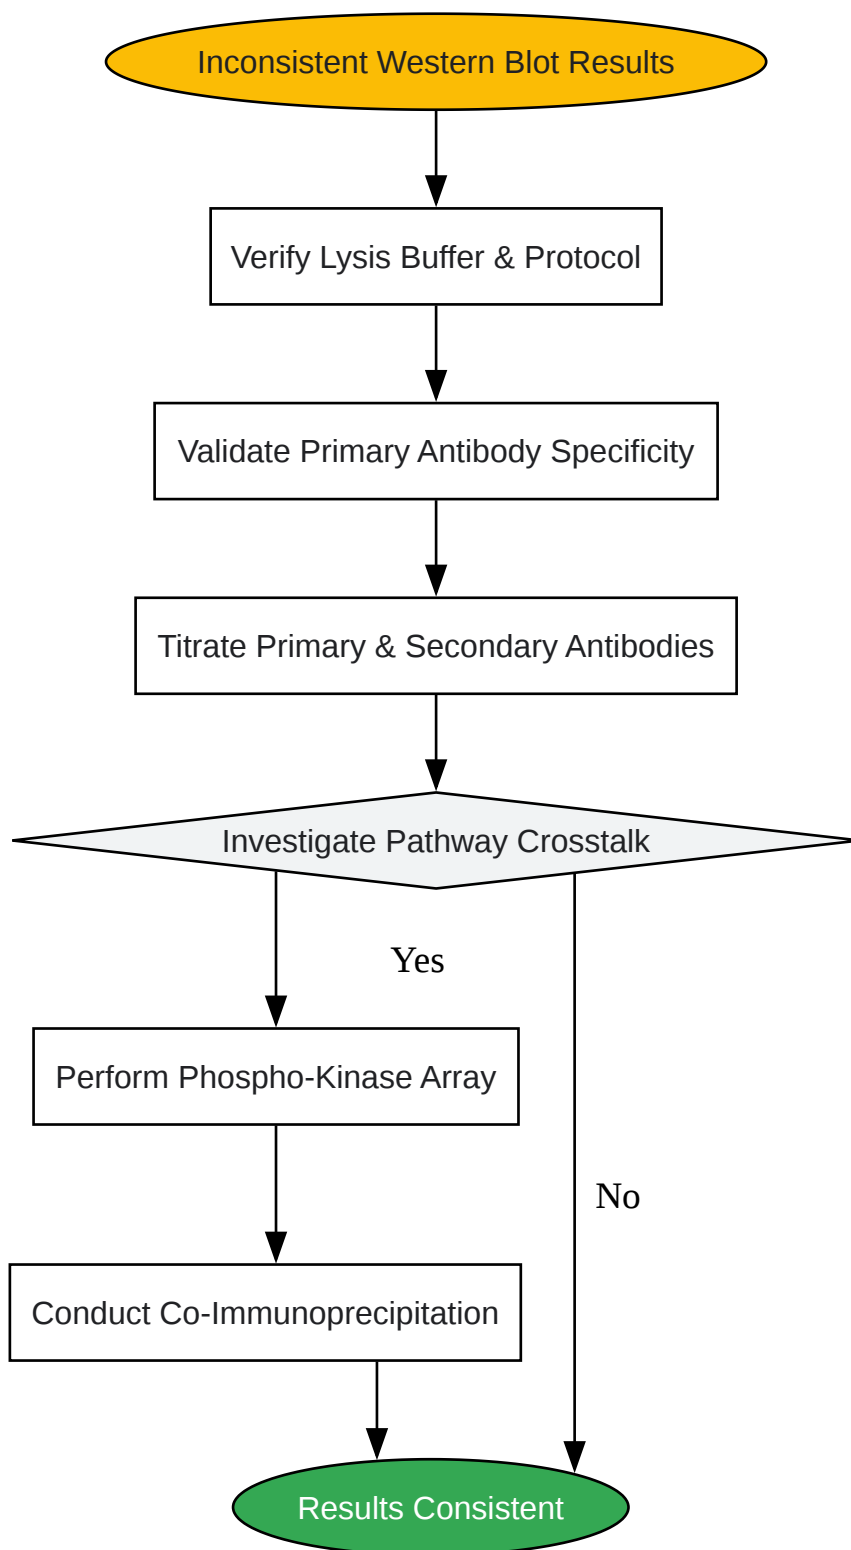 Inconsistent Western Blot Results
Verify Lysis Buffer & Protocol
Validate Primary Antibody Specificity
Titrate Primary & Secondary Antibodies
Investigate Pathway Crosstalk
Yes
Perform Phospho-Kinase Array
No
Conduct Co-Immunoprecipitation
Results Consistent